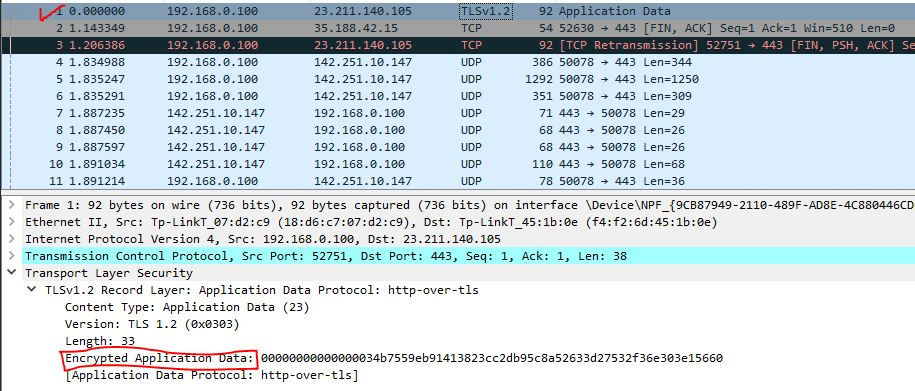 1 0.000000 192.168.0.100 23.211.140.105 TLSv1.2 92 Application Data
2 1.143349 192.168.0.100 35.188.42.15 TCP 54 52630 → 443 [FIN, ACK] Seq=1 Ack=1 Win=510 Len=0
3 1.206386 192.168.0.100 23.211.140.105 TCP 92 [TCP Retransmission] 52751 → 443 [FIN, PSH, ACK] Se
4 1.834988 192.168.0.100 142.251.10.147 UDP 386 50078 → 443 Len=344
5 1.835247 192.168.0.100 142.251.10.147 UDP 1292 50078 → 443 Len=1250
6 1.835291 192.168.0.100 142.251.10.147 UDP 351 50078 → 443 Len=309
7 1.887235 142.251.10.147 192.168.0.100 UDP 71 443 → 50078 Len=29
8 1.887450 142.251.10.147 192.168.0.100 UDP 68 443 → 50078 Len=26
9 1.887597 142.251.10.147 192.168.0.100 UDP 68 443 → 50078 Len=26
10 1.891034 142.251.10.147 192.168.0.100 UDP 110 443 → 50078 Len=68
11 1.891214 142.251.10.147 192.168.0.100 UDP 78 443 → 50078 Len=36
Frame 1: 92 bytes on wire (736 bits), 92 bytes captured (736 bits) on interface \Device\NPF_{9CB87949-2110-489F-AD8E-4C880446CD
Ethernet II, Src: Tp-LinkT_07:d2:c9 (18:d6:c7:07:d2:c9), Dst: Tp-LinkT_45:1b:0e (f4:f2:6d:45:1b:0e)
Internet Protocol Version 4, Src: 192.168.0.100, Dst: 23.211.140.105
Transmission Control Protocol, Src Port: 52751, Dst Port: 443, Seq: 1, Ack: 1, Len: 38
Transport Layer Security
TLSv1.2 Record Layer: Application Data Protocol: http-over-tls
Content Type: Application Data (23)
Version: TLS 1.2 (0x0303)
Length: 33
Encrypted Application Data: 00000000000000034b7559eb91413823cc2db95c8a52633d27532f36e303e15660
[Application Data Protocol: http-over-tls]